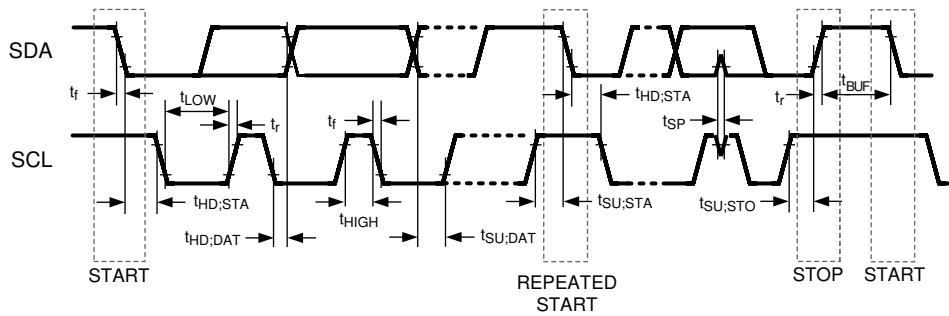 SDA
t_f
t_LOW
t_r
t_f
t_HD;STA
t_SP
t_r
t_BUF
SCL
t_HD;STA
t_HD;DAT
t_HIGH
t_SU;DAT
t_SU;STA
t_SU;STO
START
REPEATED
START
STOP
START